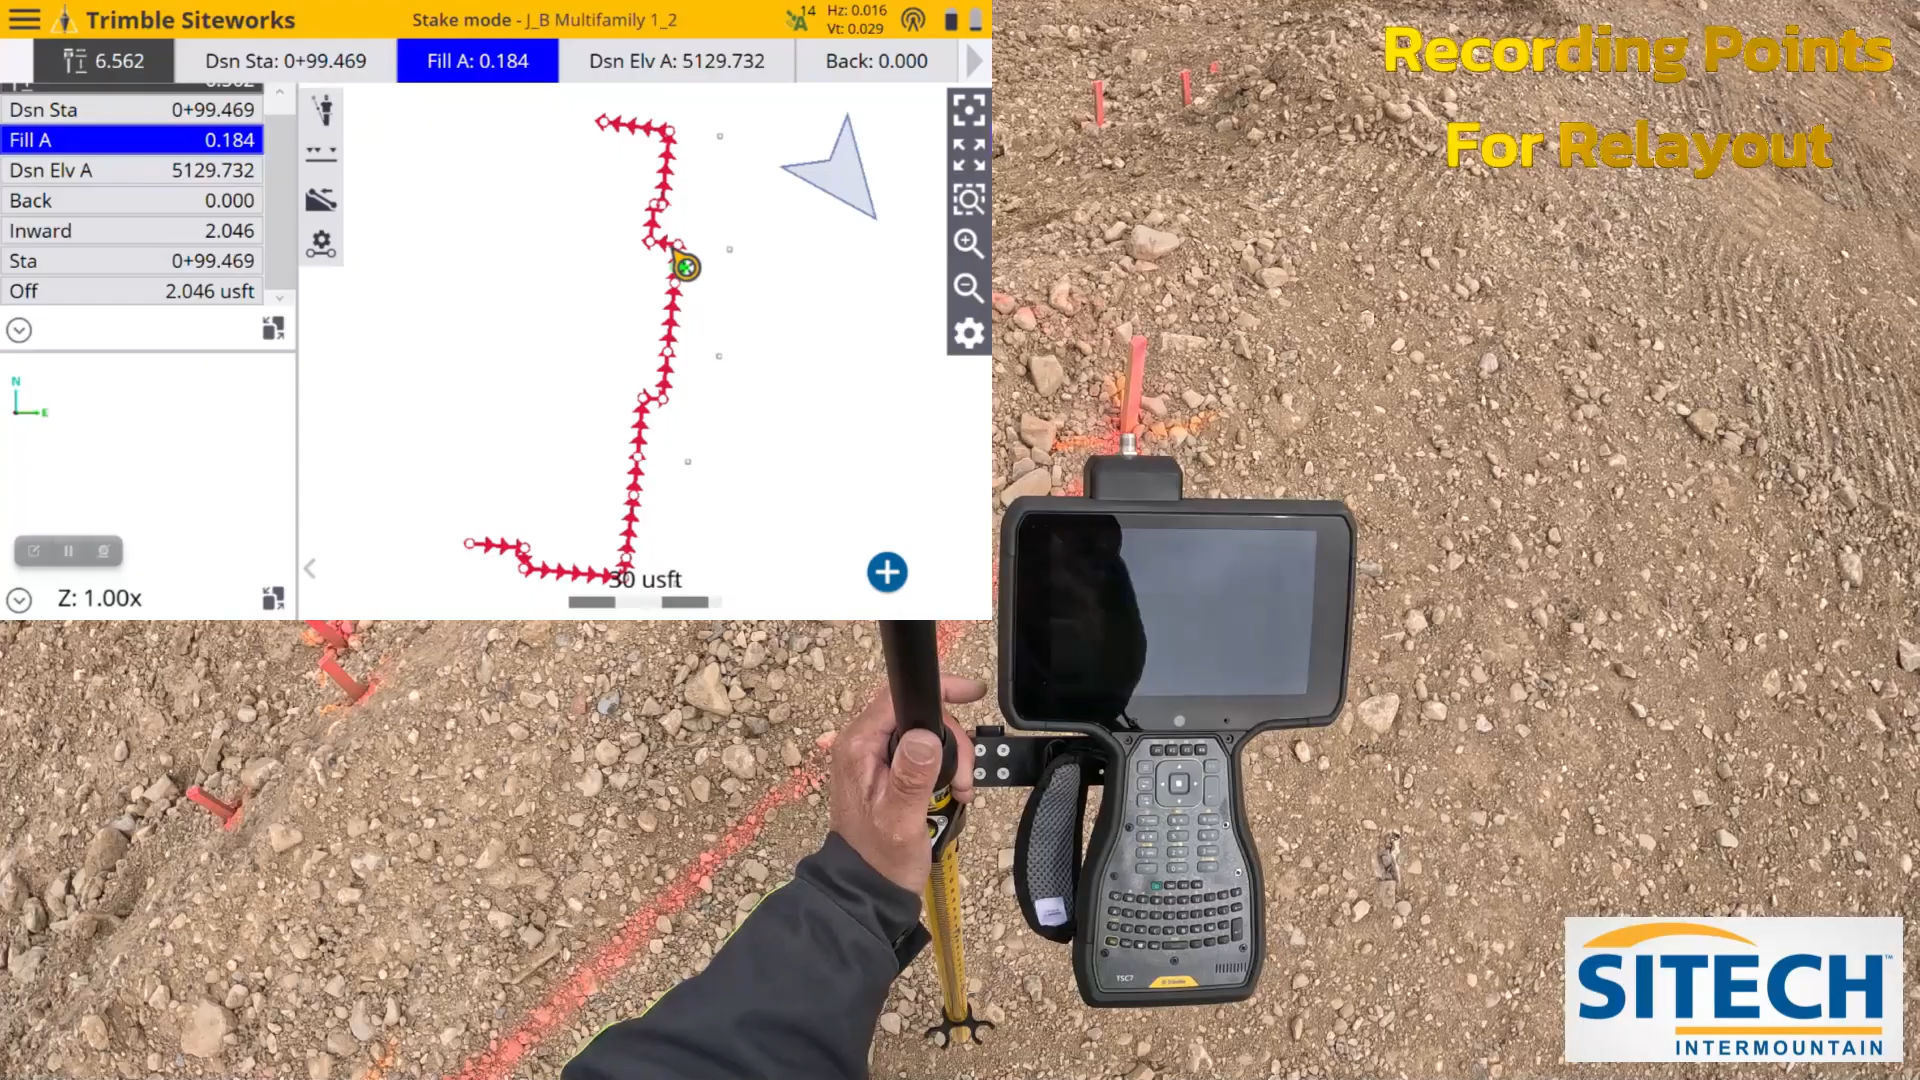 Trimble Siteworks
Stake mode - J_B Multifamily 1_2
14
Hz: 0.016
Vt: 0.029
6.562
Dsn Sta: 0+99.469
Fill A: 0.184
Dsn Elv A: 5129.732
Back: 0.000
Dsn Sta 0+99.469
Fill A 0.184
Dsn Elv A 5129.732
Back 0.000
Inward 2.046
Sta 0+99.469
Off 2.046 usft
N
E
Z: 1.00x
30 usft
Recording Points
For Relayout
TSC7
Trimble
SITECH™
INTERMOUNTAIN